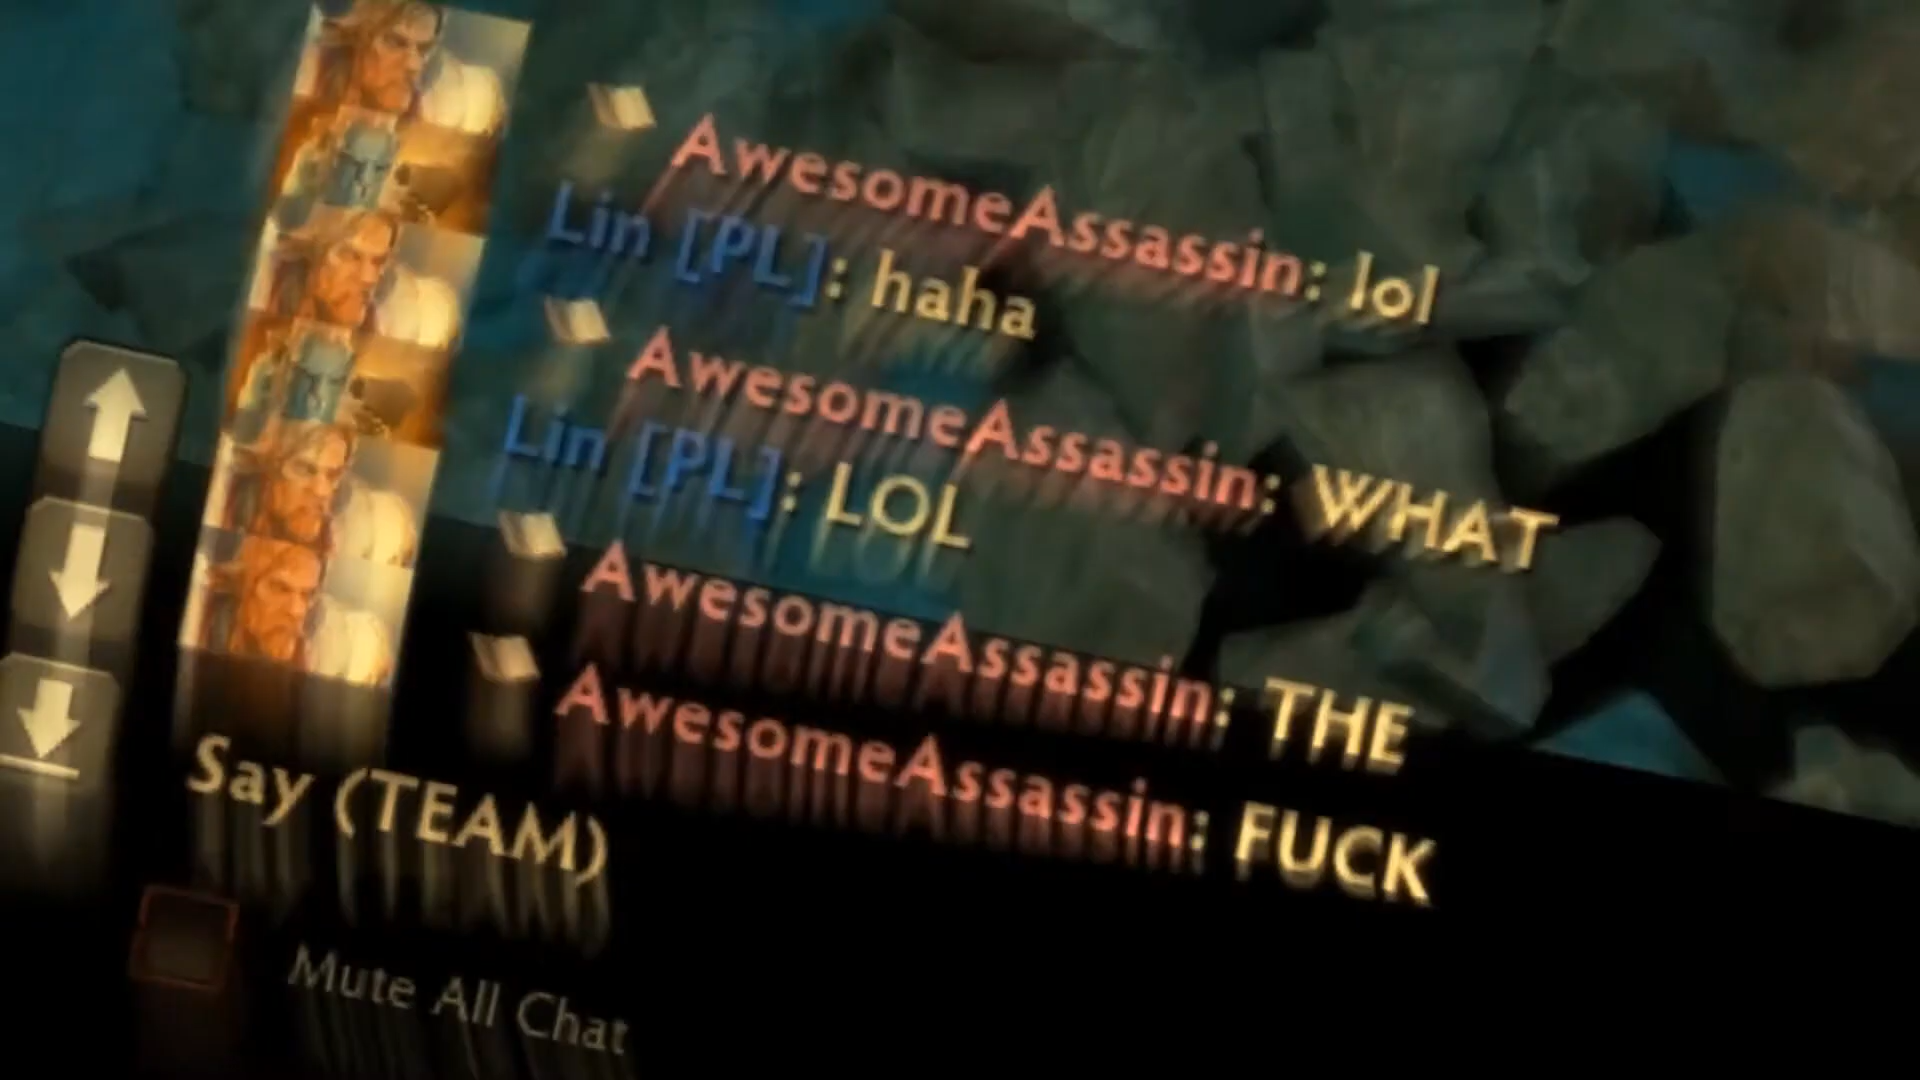 AwesomeAssassin: lol
Lin [PL]: haha
AwesomeAssassin: WHAT
Lin [PL]: LOL
AwesomeAssassin: THE
AwesomeAssassin: FUCK
Say (TEAM)
Mute All Chat